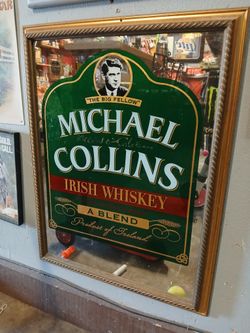 "THE BIG FELLOW"
MICHAEL
COLLINS
IRISH WHISKEY
A BLEND
Product of Ireland